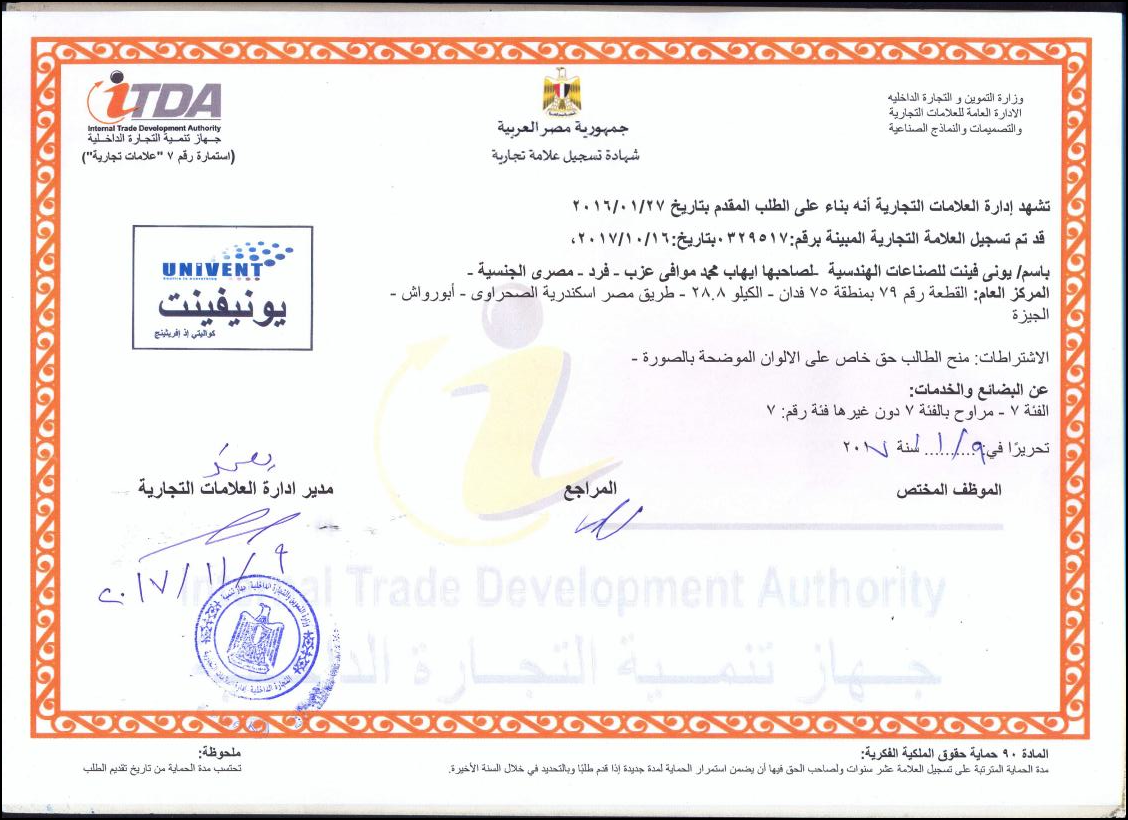 وزارة التموين و التجارة الداخليه
الادارة العامة للعلامات التجارية
والتصميمات والنماذج الصناعية
جمهورية مصر العربية
شهادة تسجيل علامة تجارية
iTDA
Internal Trade Development Authority
جهاز تنمية التجارة الداخلية
(استمارة رقم ٧ "علامات تجارية")
تشهد إدارة العلامات التجارية أنه بناء على الطلب المقدم بتاريخ ٢٠١٦/٠١/٢٧
قد تم تسجيل العلامة التجارية المبينة برقم:٠٣٢٩٥١٧بتاريخ:٢٠١٧/١٠/١٦،
باسم/ يونى فينت للصناعات الهندسية -لصاحبها ايهاب محمد موافى عزب - فرد - مصرى الجنسية -
المركز العام: القطعة رقم ٧٩ بمنطقة ٧٥ فدان - الكيلو ٢٨.٨ - طريق مصر اسكندرية الصحراوى - أبورواش -
الجيزة
UNIVENT
يونيفينت
كواليتي إذ إفريثينج
الاشتراطات: منح الطالب حق خاص على الالوان الموضحة بالصورة -
عن البضائع والخدمات:
الفئة ٧ - مراوح بالفئة ٧ دون غيرها فئة رقم: ٧
تحريرًا في: ٩/١١ لسنة ٢٠١٧
الموظف المختص
المراجع
مدير ادارة العلامات التجارية
٢٠١٧/١١/٩
Internal Trade Development Authority
جهاز تنمية التجارة الداخلية
المادة ٩٠ حماية حقوق الملكية الفكرية:
مدة الحماية المترتبة على تسجيل العلامة عشر سنوات ولصاحب الحق فيها أن يضمن استمرار الحماية لمدة جديدة إذا قدم طلبًا وبالتحديد في خلال السنة الأخيرة.
ملحوظة:
تحتسب مدة الحماية من تاريخ تقديم الطلب